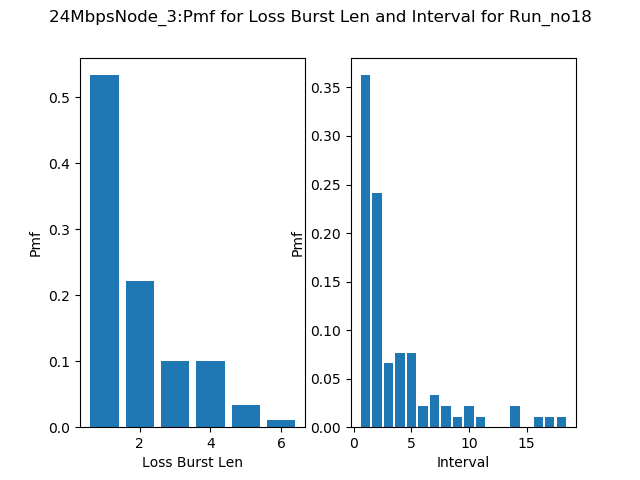 24MbpsNode_3:Pmf for Loss Burst Len and Interval for Run_no18
0.5
0.4
0.3
0.2
0.1
0.0
Pmf
2 4 6
Loss Burst Len
0.35
0.30
0.25
0.20
0.15
0.10
0.05
0.00
Pmf
0 5 10 15
Interval